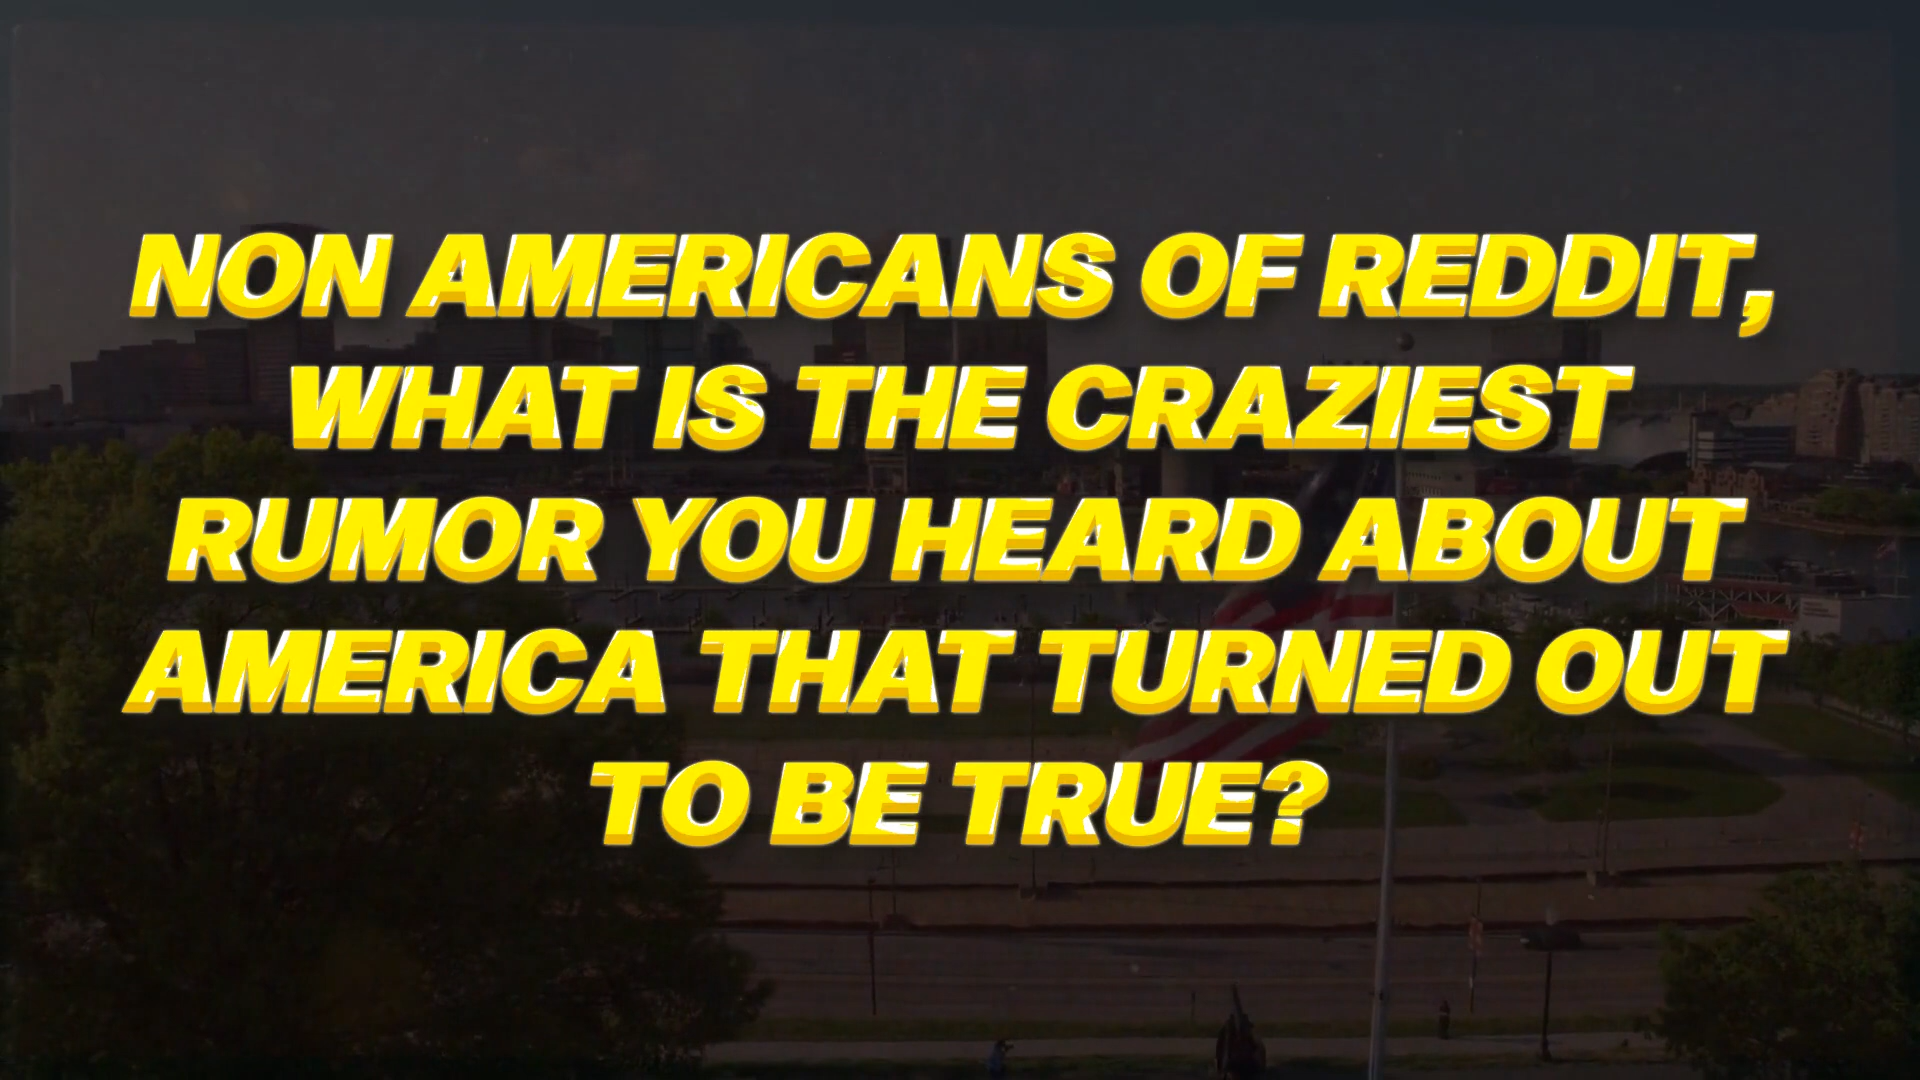 NON AMERICANS OF REDDIT,
WHAT IS THE CRAZIEST
RUMOR YOU HEARD ABOUT
AMERICA THAT TURNED OUT
TO BE TRUE?